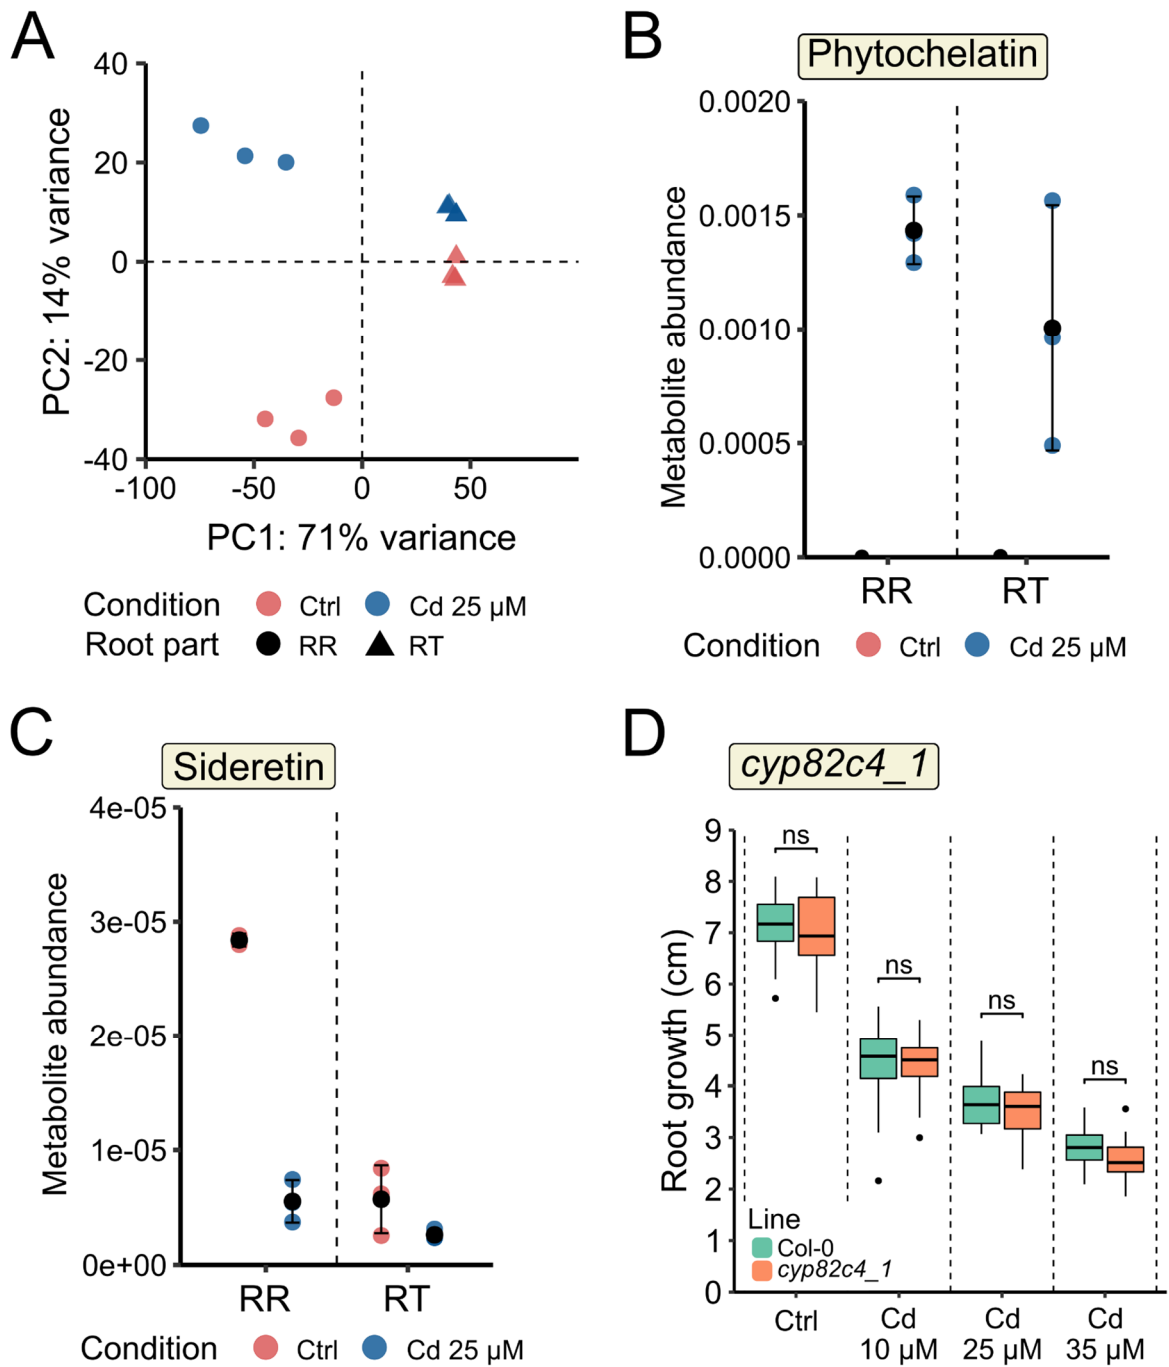 A
40
20
0
-20
-40
PC2: 14% variance
-100 -50 0 50
PC1: 71% variance
Condition Ctrl Cd 25 µM
Root part RR RT
B
Phytochelatin
0.0020
0.0015
0.0010
0.0005
0.0000
Metabolite abundance
RR RT
Condition Ctrl Cd 25 µM
C
Sideretin
4e-05
3e-05
2e-05
1e-05
0e+00
Metabolite abundance
RR RT
Condition Ctrl Cd 25 µM
D
cyp82c4_1
9
8
7
6
5
4
3
2
1
0
Root growth (cm)
ns
ns
ns
ns
Line
Col-0
cyp82c4_1
Ctrl Cd Cd Cd
10 µM 25 µM 35 µM